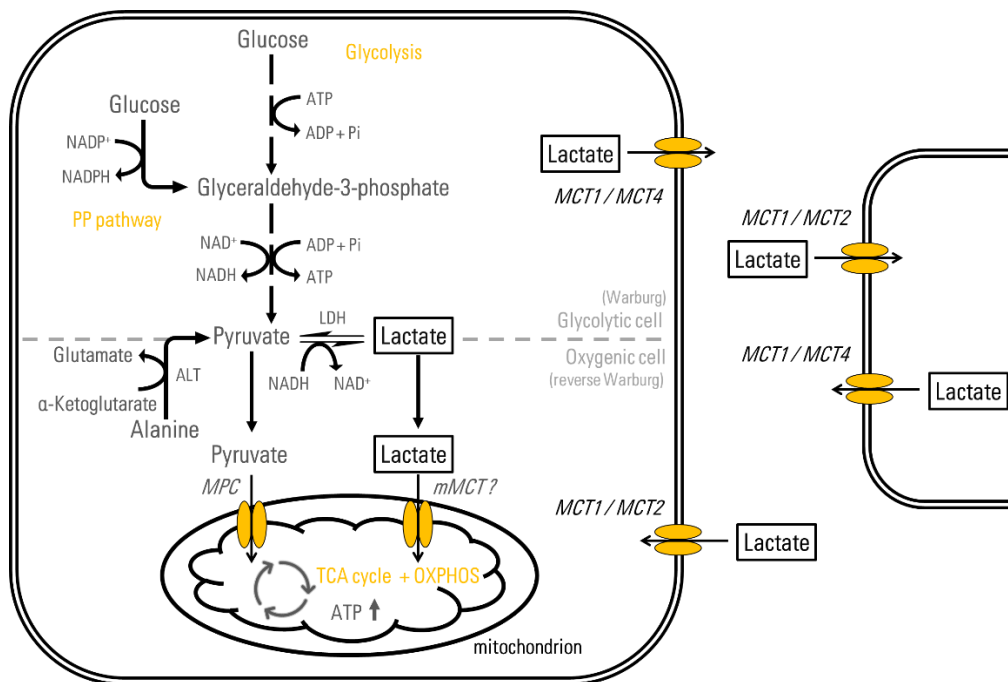 Glucose
Glycolysis
ATP
ADP + Pi
Glucose
NADP⁺
NADPH
Glyceraldehyde-3-phosphate
PP pathway
NAD⁺
NADH
ADP + Pi
ATP
Lactate
MCT1 / MCT4
MCT1 / MCT2
Lactate
(Warburg)
Glycolytic cell
Pyruvate
LDH
Lactate
NADH
NAD⁺
Oxygenic cell
(reverse Warburg)
MCT1 / MCT4
Lactate
Glutamate
ALT
α-Ketoglutarate
Alanine
Pyruvate
Lactate
MPC
mMCT ?
MCT1 / MCT2
Lactate
TCA cycle + OXPHOS
ATP
mitochondrion